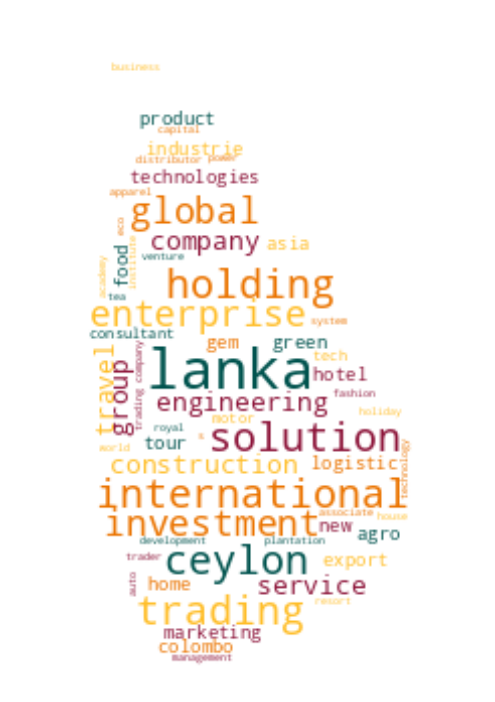 business
product
capital
industrie
distributor power
technologies
apparel
global
eco
company asia
food
institute
venture
academy
holding
tea
enterprise
system
consultant
gem green
tech
lanka
travel
group
trading company
hotel
fashion
engineering
holiday
motor
royal
solution
tour
s
world
construction logistic
technology
international
associate
house
investment
new
agro
development
plantation
ceylon
trader
export
auto
home
service
resort
trading
marketing
colombo
management